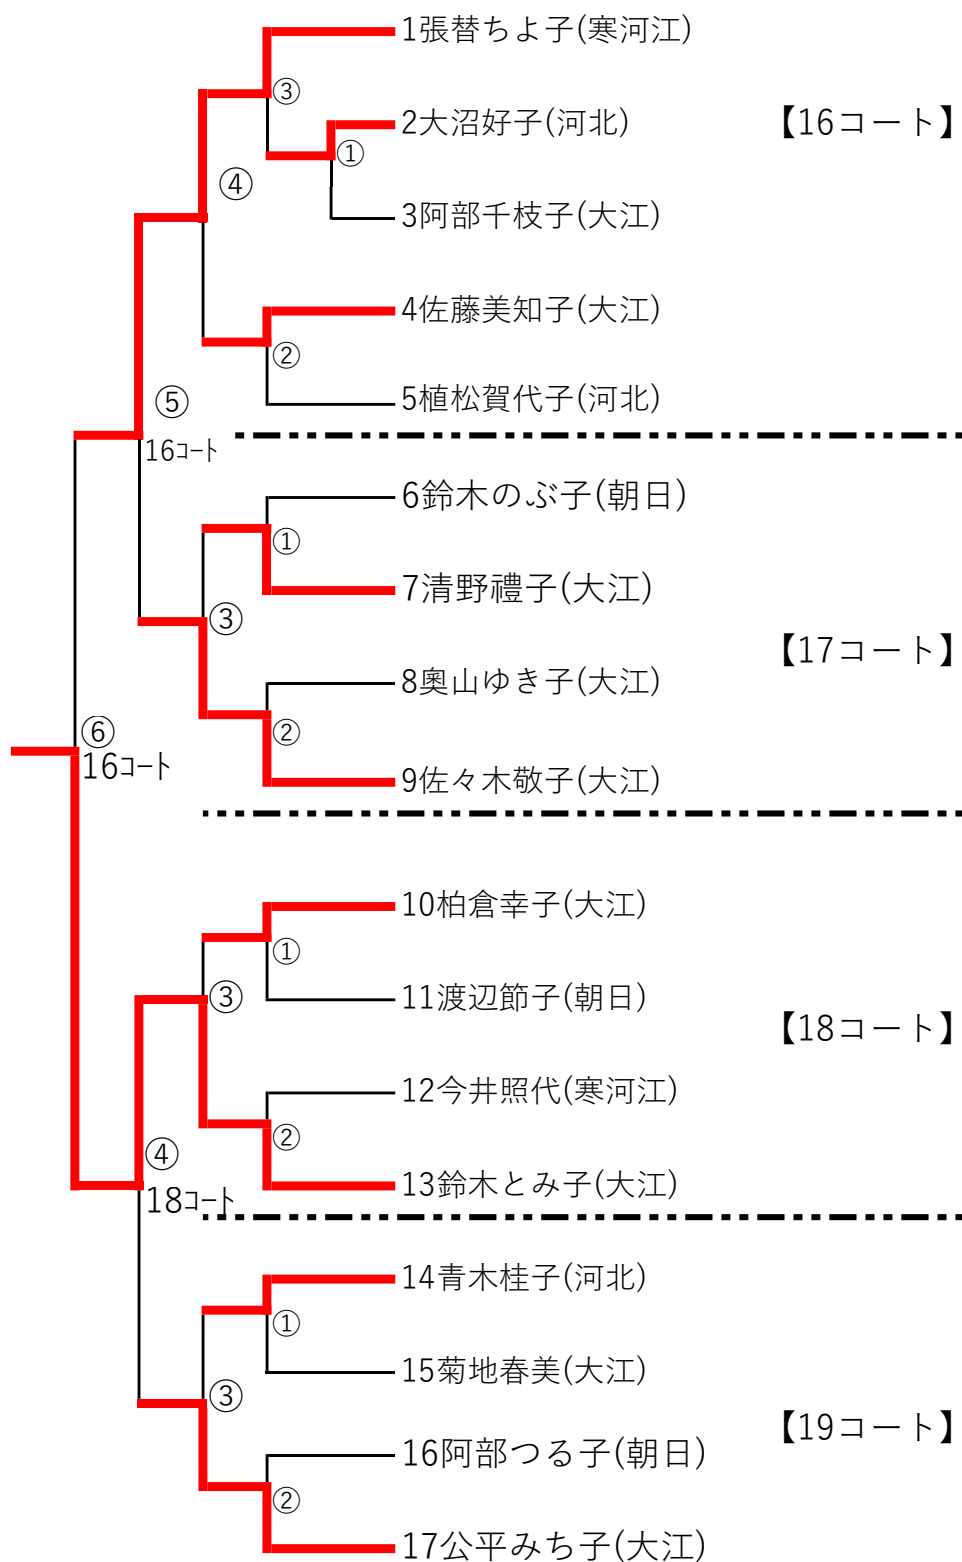 1張替ちよ子(寒河江)
③
2大沼好子(河北)
【16コート】
①
④
3阿部千枝子(大江)
4佐藤美知子(大江)
②
5植松賀代子(河北)
⑤
16ｺｰﾄ
6鈴木のぶ子(朝日)
①
7清野禮子(大江)
③
【17コート】
8奥山ゆき子(大江)
②
⑥
16ｺｰﾄ
9佐々木敬子(大江)
10柏倉幸子(大江)
①
③
11渡辺節子(朝日)
【18コート】
12今井照代(寒河江)
②
④
13鈴木とみ子(大江)
18ｺｰﾄ
14青木桂子(河北)
①
15菊地春美(大江)
③
【19コート】
16阿部つる子(朝日)
②
17公平みち子(大江)